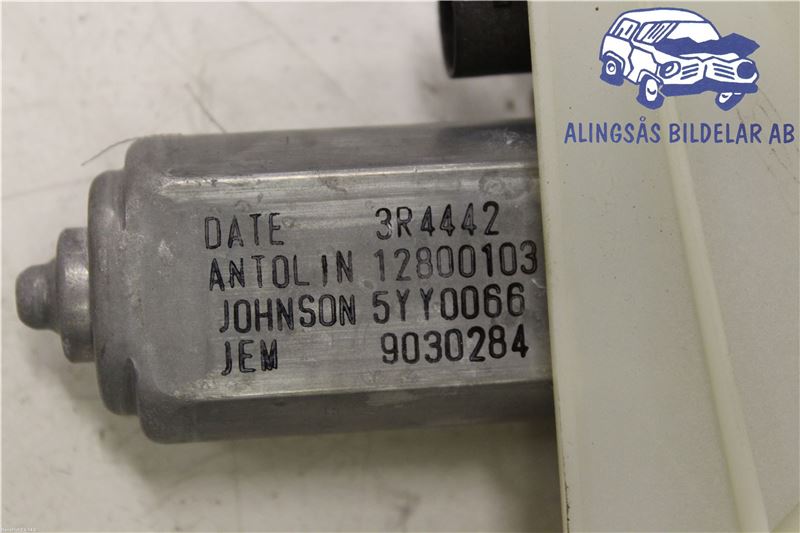 ALINGSÅS BILDELAR AB
DATE 3R4442
ANTOLIN 12800103
JOHNSON 5YY0066
JEM 9030284